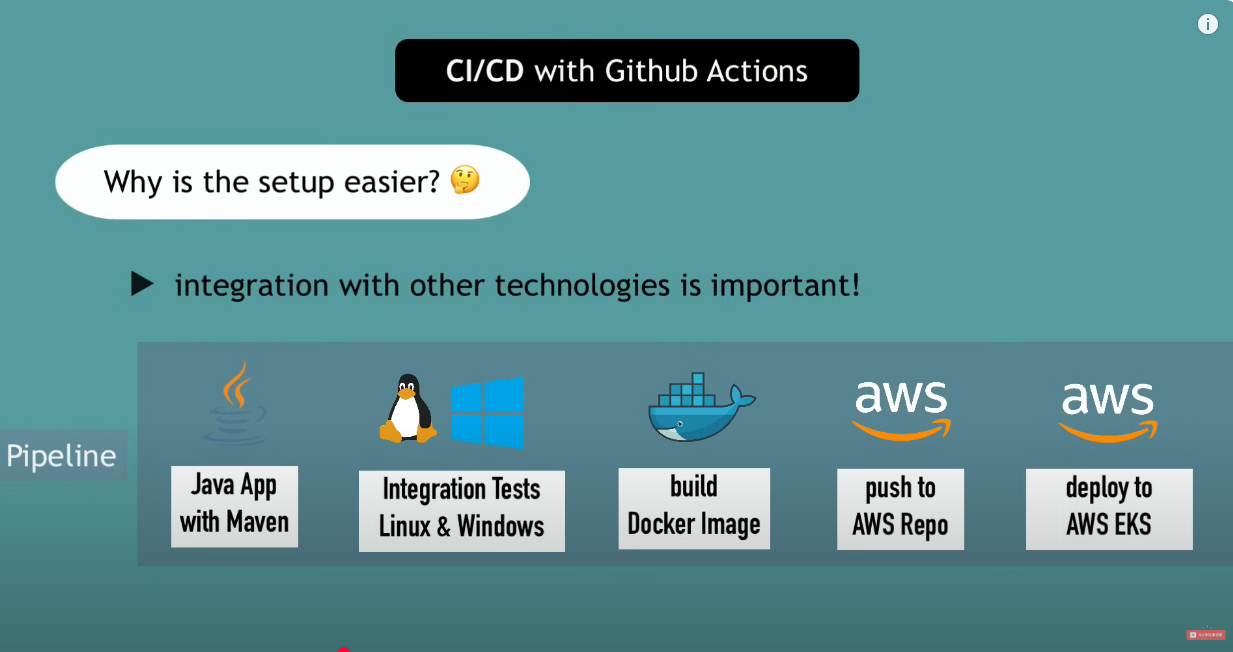 CI/CD with Github Actions
Why is the setup easier? 🤔
integration with other technologies is important!
aws
aws
Pipeline
Java App
with Maven
Integration Tests
Linux & Windows
build
Docker Image
push to
AWS Repo
deploy to
AWS EKS
SUBSCRIBE